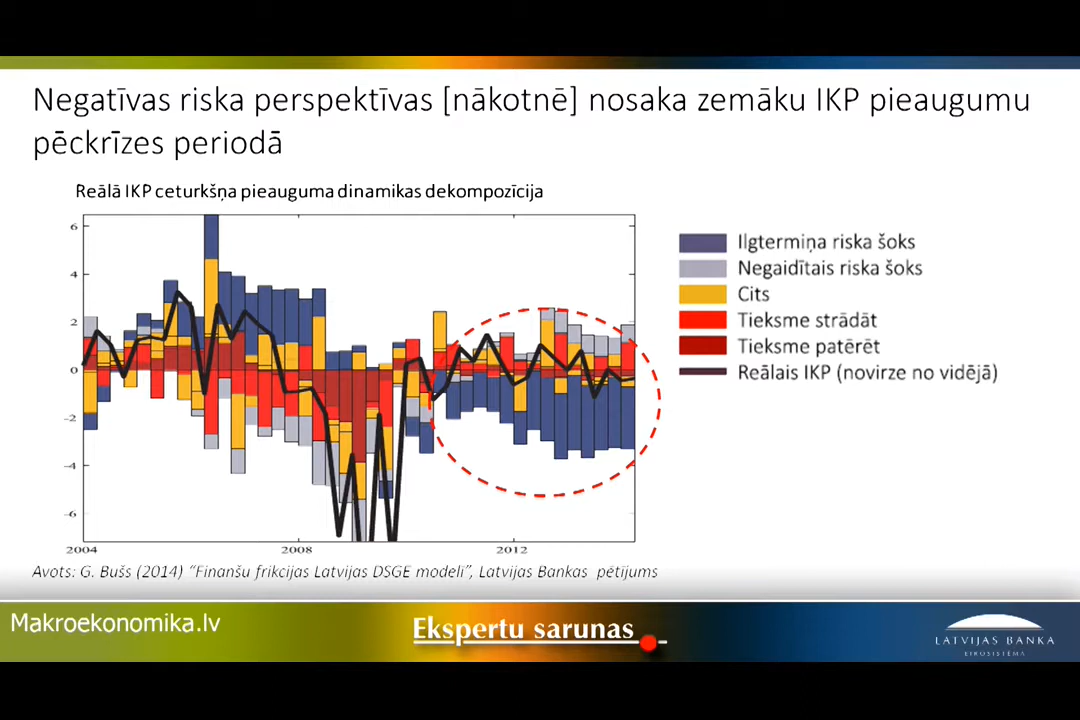 Negatīvas riska perspektīvas [nākotnē] nosaka zemāku IKP pieaugumu
pēckrīzes periodā
Reālā IKP ceturkšņa pieauguma dinamikas dekompozīcija
6
4
2
0
-2
-4
-6
2004
2008
2012
Ilgtermiņa riska šoks
Negaidītais riska šoks
Cits
Tieksme strādāt
Tieksme patērēt
Reālais IKP (novirze no vidējā)
Avots: G. Bušs (2014) “Finanšu frikcijas Latvijas DSGE modelī”, Latvijas Bankas pētījums
Makroekonomika.lv
Ekspertu sarunas
LATVIJAS BANKA
EIROSISTĒMA